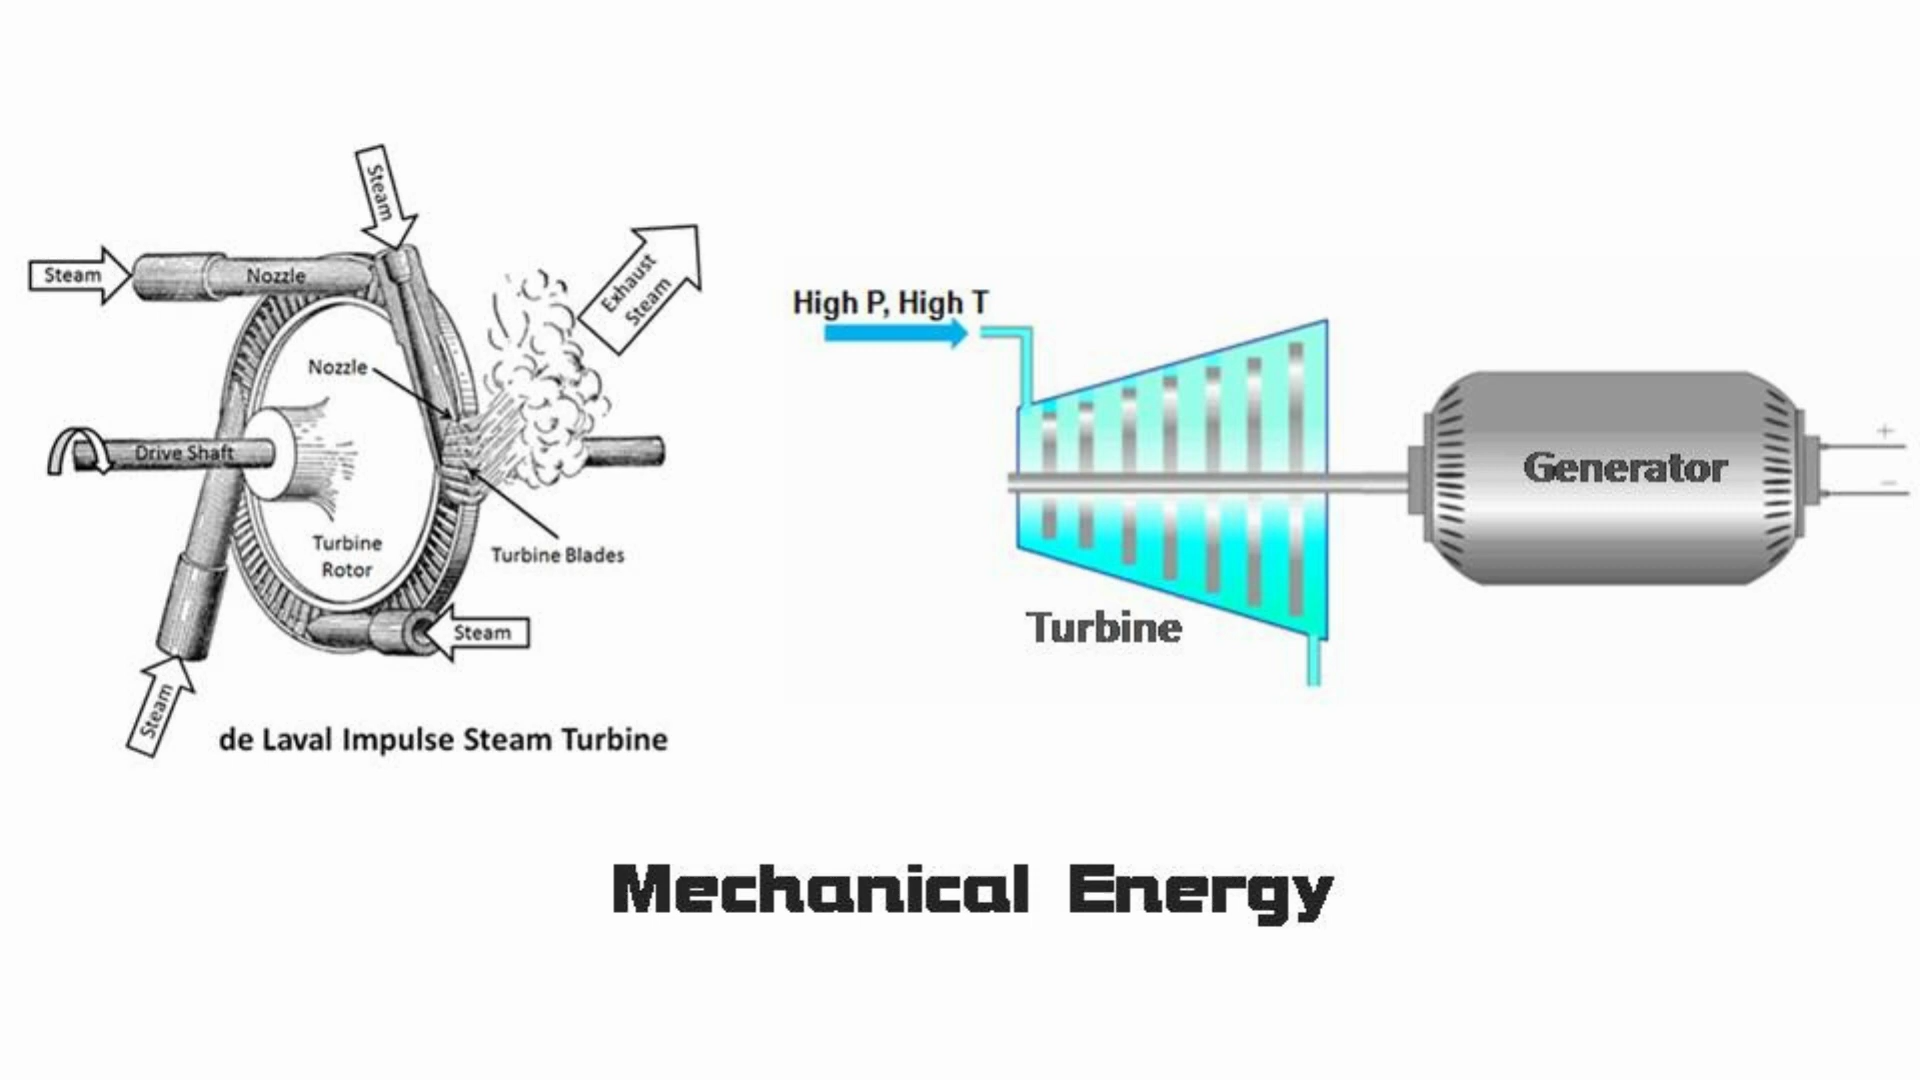 Steam
Steam
Nozzle
Exhaust
Steam
Nozzle
Drive Shaft
Turbine
Rotor
Turbine Blades
Steam
Steam
de Laval Impulse Steam Turbine
High P, High T
Turbine
Generator
+
−
Mechanical Energy